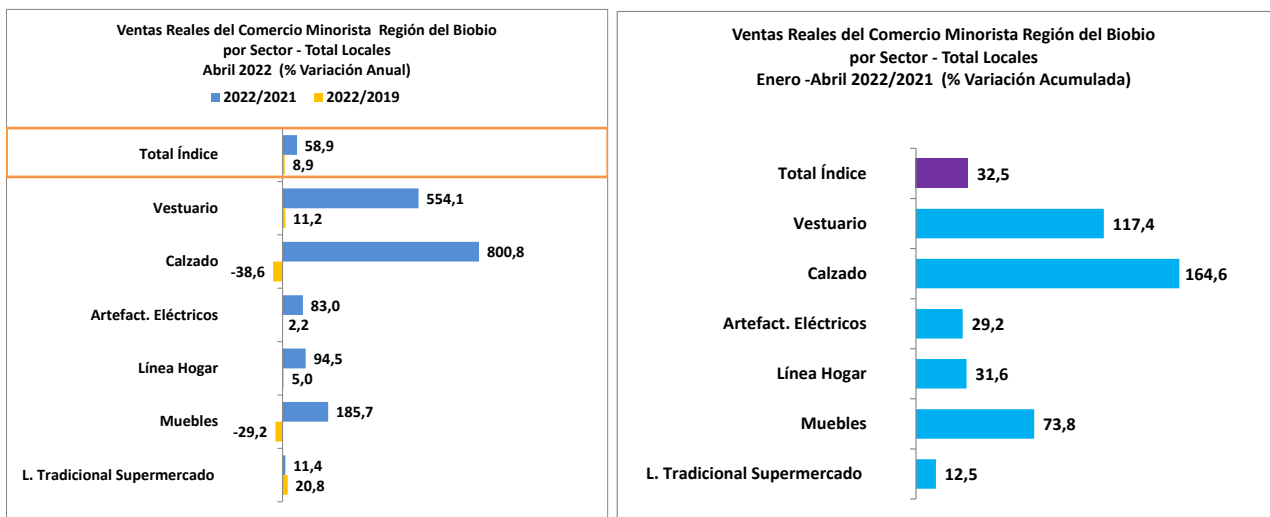 Ventas Reales del Comercio Minorista Región del Biobio
por Sector - Total Locales
Abril 2022 (% Variación Anual)
2022/2021 2022/2019
Total Índice
58,9
8,9
Vestuario
554,1
11,2
Calzado
800,8
-38,6
Artefact. Eléctricos
83,0
2,2
Línea Hogar
94,5
5,0
Muebles
185,7
-29,2
L. Tradicional Supermercado
11,4
20,8
Ventas Reales del Comercio Minorista Región del Biobio
por Sector - Total Locales
Enero -Abril 2022/2021 (% Variación Acumulada)
Total Índice 32,5
Vestuario 117,4
Calzado 164,6
Artefact. Eléctricos 29,2
Línea Hogar 31,6
Muebles 73,8
L. Tradicional Supermercado 12,5